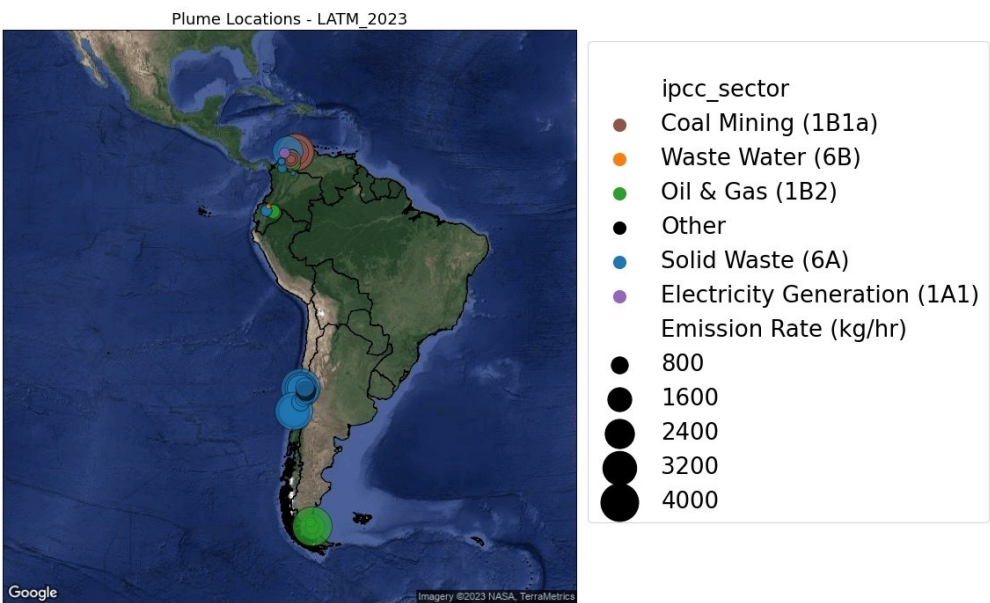 Plume Locations - LATM_2023
ipcc_sector
Coal Mining (1B1a)
Waste Water (6B)
Oil & Gas (1B2)
Other
Solid Waste (6A)
Electricity Generation (1A1)
Emission Rate (kg/hr)
800
1600
2400
3200
4000
Google
Imagery ©2023 NASA, TerraMetrics